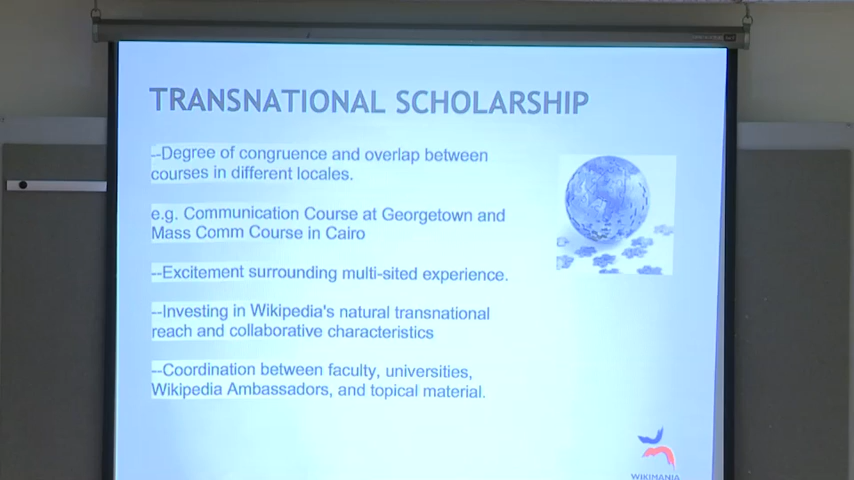 TRANSNATIONAL SCHOLARSHIP
--Degree of congruence and overlap between
courses in different locales.
e.g. Communication Course at Georgetown and
Mass Comm Course in Cairo
--Excitement surrounding multi-sited experience.
--Investing in Wikipedia's natural transnational
reach and collaborative characteristics
--Coordination between faculty, universities,
Wikipedia Ambassadors, and topical material.
WIKIMANIA